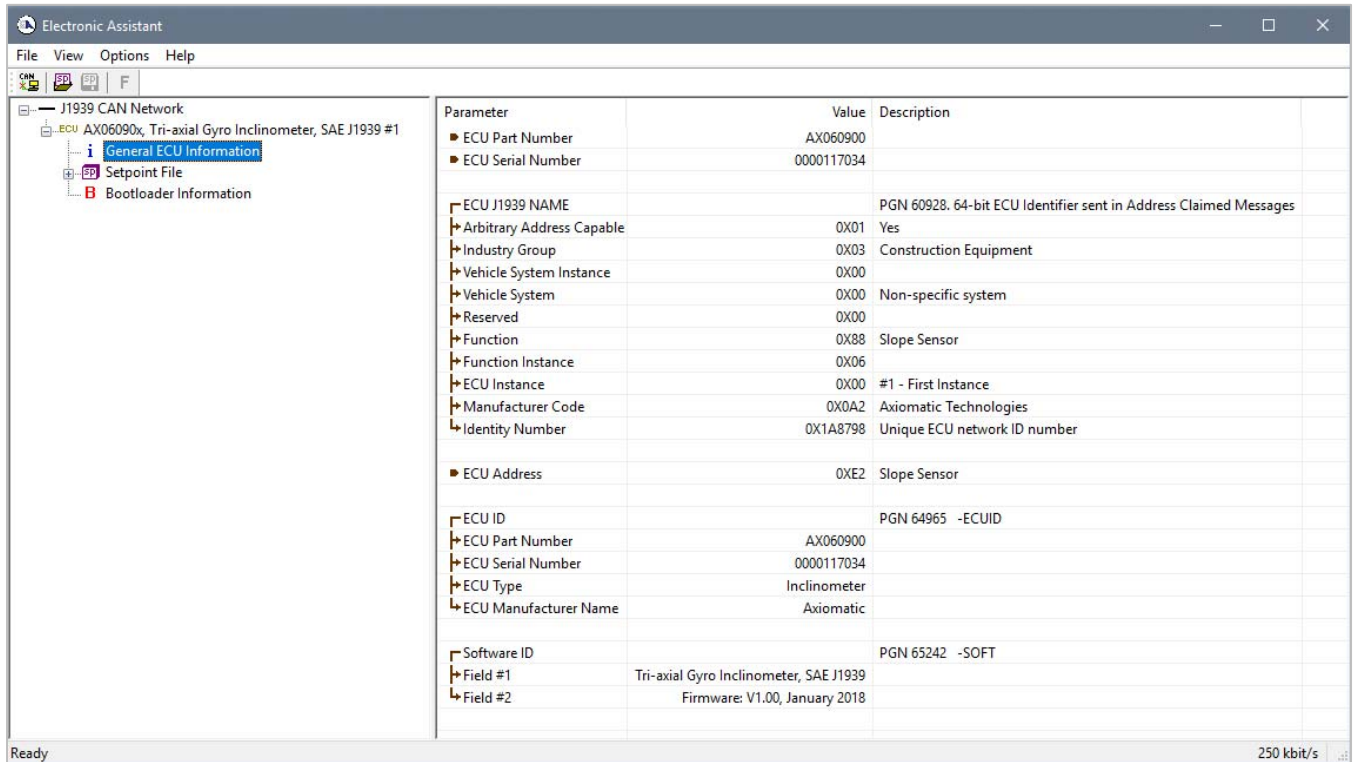 Electronic Assistant
File View Options Help
CAN SP SP F
J1939 CAN Network
ECU AX06090x, Tri-axial Gyro Inclinometer, SAE J1939 #1
i General ECU Information
SP Setpoint File
B Bootloader Information
Parameter Value Description
ECU Part Number AX060900
ECU Serial Number 0000117034
ECU J1939 NAME PGN 60928. 64-bit ECU Identifier sent in Address Claimed Messages
Arbitrary Address Capable 0X01 Yes
Industry Group 0X03 Construction Equipment
Vehicle System Instance 0X00
Vehicle System 0X00 Non-specific system
Reserved 0X00
Function 0X88 Slope Sensor
Function Instance 0X06
ECU Instance 0X00 #1 - First Instance
Manufacturer Code 0X0A2 Axiomatic Technologies
Identity Number 0X1A8798 Unique ECU network ID number
ECU Address 0XE2 Slope Sensor
ECU ID PGN 64965 -ECUID
ECU Part Number AX060900
ECU Serial Number 0000117034
ECU Type Inclinometer
ECU Manufacturer Name Axiomatic
Software ID PGN 65242 -SOFT
Field #1 Tri-axial Gyro Inclinometer, SAE J1939
Field #2 Firmware: V1.00, January 2018
Ready 250 kbit/s